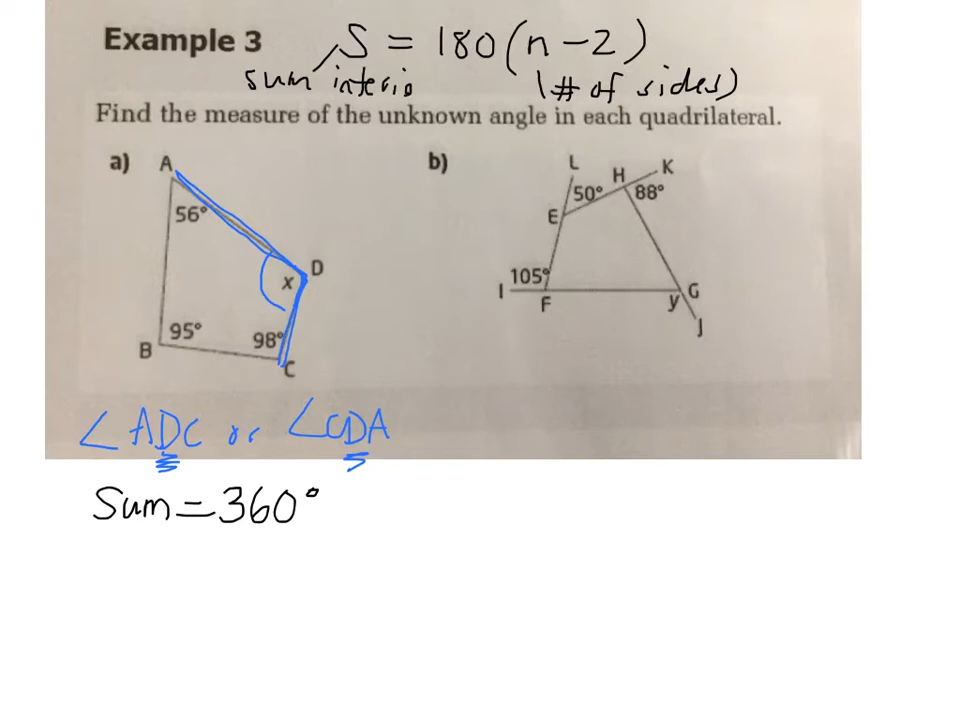 Example 3 S = 180(n-2)
sum interio (# of sides)
Find the measure of the unknown angle in each quadrilateral.
a) A b) L H K
56° 50° 88°
E
D
x 105° G
I F y
95° 98° J
B C
∠ADC or ∠CDA
Sum = 360°